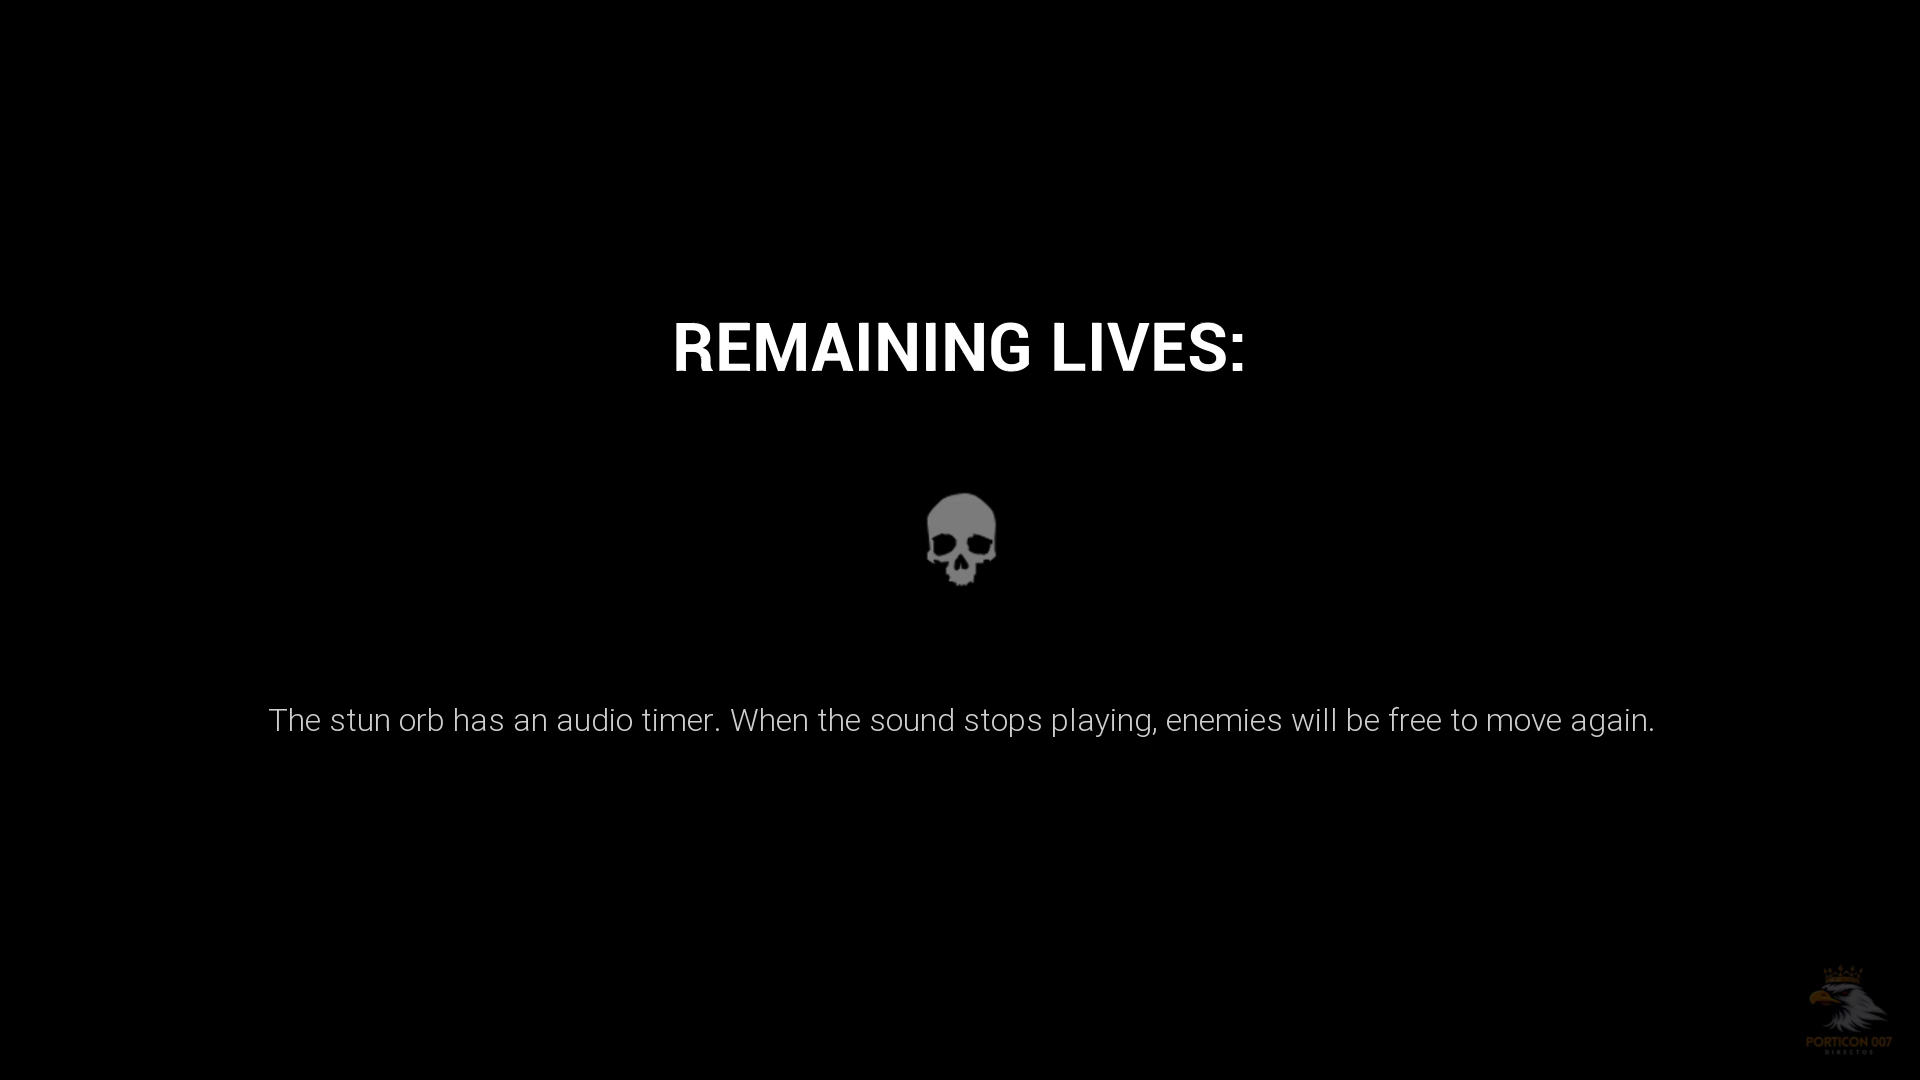 REMAINING LIVES:
The stun orb has an audio timer. When the sound stops playing, enemies will be free to move again.
PORTICON 007
DIRECTOS